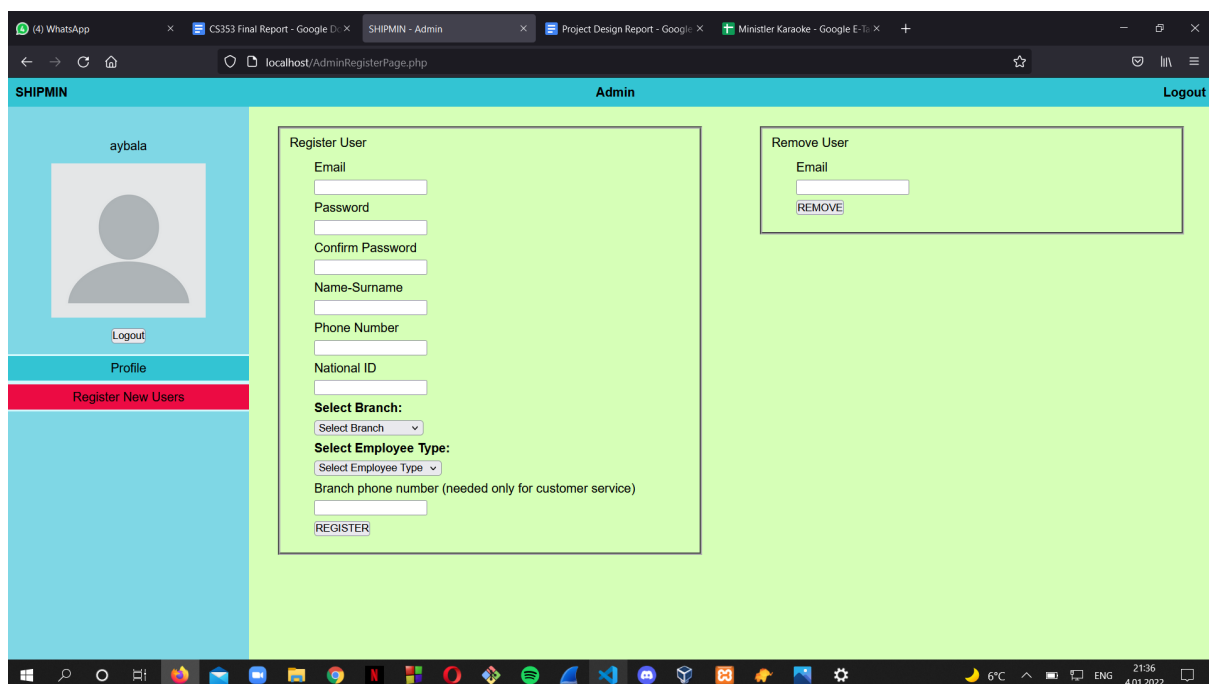 (4) WhatsApp
CS353 Final Report - Google Do
SHIPMIN - Admin
Project Design Report - Google
Ministler Karaoke - Google E-Ta
localhost/AdminRegisterPage.php
SHIPMIN
Admin
Logout
aybala
Logout
Profile
Register New Users
Register User
Email
Password
Confirm Password
Name-Surname
Phone Number
National ID
Select Branch:
Select Branch
Select Employee Type:
Select Employee Type
Branch phone number (needed only for customer service)
REGISTER
Remove User
Email
REMOVE
6°C
ENG
21:36
4.01.2022